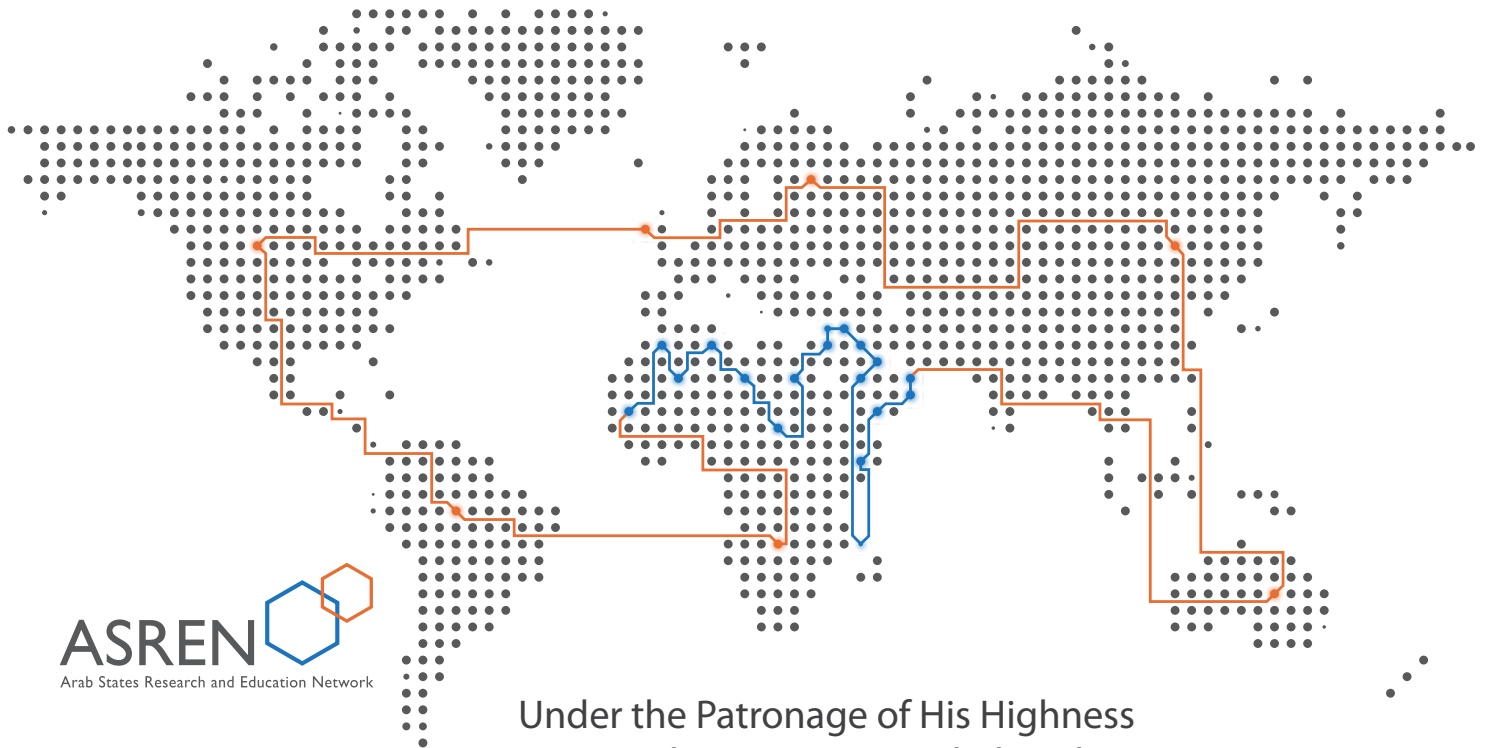 ASREN
Arab States Research and Education Network
Under the Patronage of His Highness